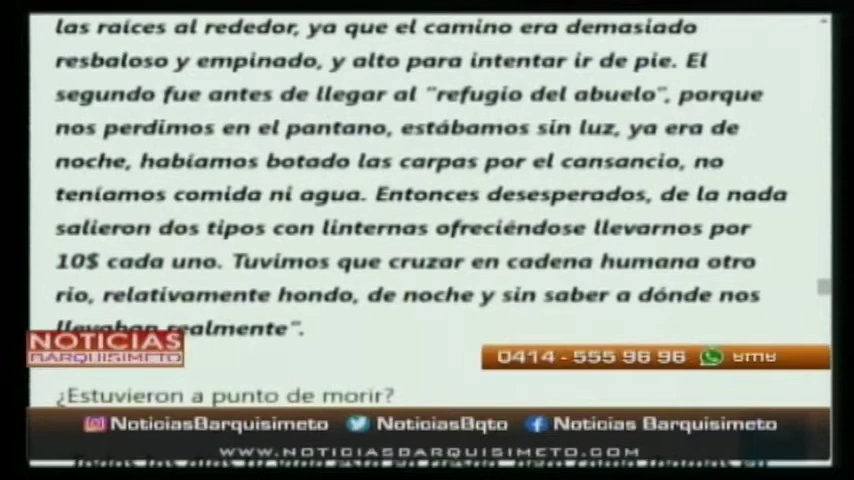 las raíces al rededor, ya que el camino era demasiado
resbaloso y empinado, y alto para intentar ir de pie. El
segundo fue antes de llegar al "refugio del abuelo", porque
nos perdimos en el pantano, estábamos sin luz, ya era de
noche, habíamos botado las carpas por el cansancio, no
teníamos comida ni agua. Entonces desesperados, de la nada
salieron dos tipos con linternas ofreciéndose llevarnos por
10$ cada uno. Tuvimos que cruzar en cadena humana otro
rio, relativamente hondo, de noche y sin saber a dónde nos
llevaban realmente".
NOTICIAS
BARQUISIMETO
0414 - 555 96 96
¿Estuvieron a punto de morir?
NoticiasBarquisimeto NoticiasBqto Noticias Barquisimeto
WWW.NOTICIASBARQUISIMETO.COM